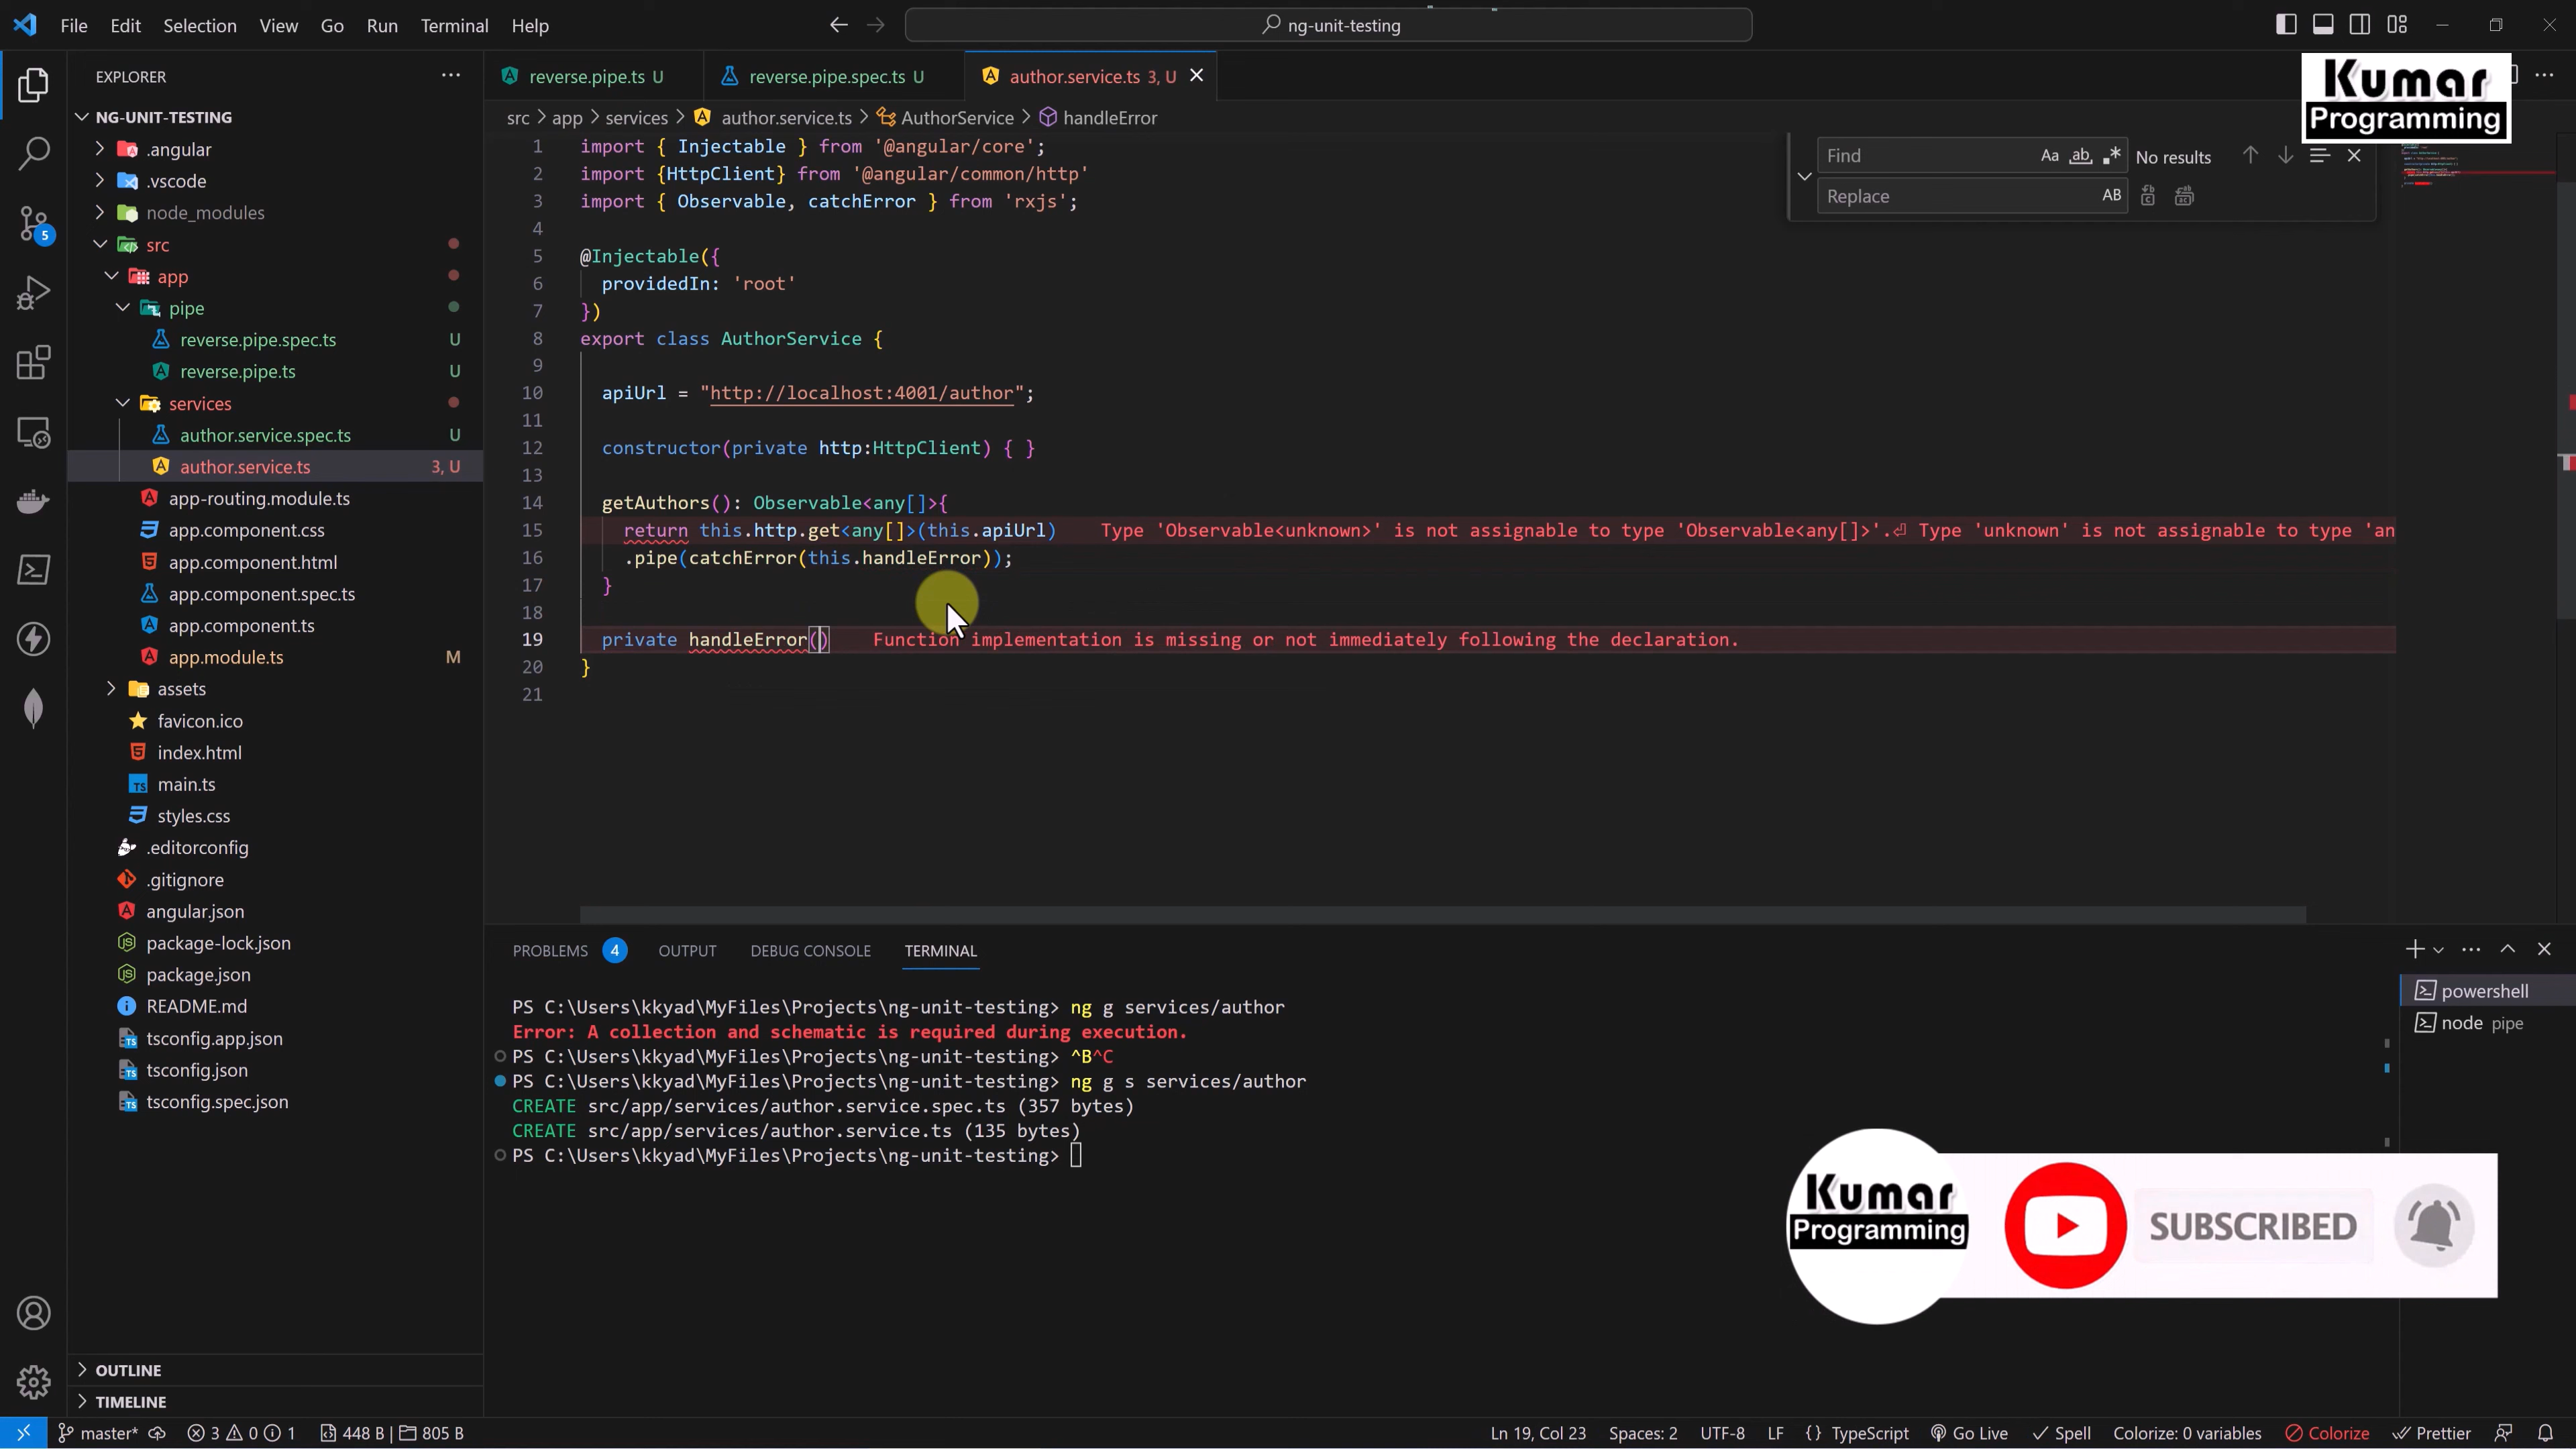 File Edit Selection View Go Run Terminal Help
ng-unit-testing
EXPLORER
NG-UNIT-TESTING
.angular
.vscode
node_modules
src
app
pipe
reverse.pipe.spec.ts U
reverse.pipe.ts U
services
author.service.spec.ts U
author.service.ts 3, U
app-routing.module.ts
app.component.css
app.component.html
app.component.spec.ts
app.component.ts
app.module.ts M
assets
favicon.ico
index.html
main.ts
styles.css
.editorconfig
.gitignore
angular.json
package-lock.json
package.json
README.md
tsconfig.app.json
tsconfig.json
tsconfig.spec.json
OUTLINE
TIMELINE
5
reverse.pipe.ts U reverse.pipe.spec.ts U author.service.ts 3, U
src > app > services > author.service.ts > AuthorService > handleError
Kumar
Programming
Find Aa ab No results
Replace AB
1 import { Injectable } from '@angular/core';
2 import {HttpClient} from '@angular/common/http'
3 import { Observable, catchError } from 'rxjs';
4
5 @Injectable({
6 providedIn: 'root'
7 })
8 export class AuthorService {
9
10 apiUrl = "http://localhost:4001/author";
11
12 constructor(private http:HttpClient) { }
13
14 getAuthors(): Observable<any[]>{
15 return this.http.get<any[]>(this.apiUrl) Type 'Observable<unknown>' is not assignable to type 'Observable<any[]>'.⏎ Type 'unknown' is not assignable to type 'an
16 .pipe(catchError(this.handleError));
17 }
18
19 private handleError() Function implementation is missing or not immediately following the declaration.
20 }
21
PROBLEMS 4 OUTPUT DEBUG CONSOLE TERMINAL
PS C:\Users\kkyad\MyFiles\Projects\ng-unit-testing> ng g services/author
Error: A collection and schematic is required during execution.
PS C:\Users\kkyad\MyFiles\Projects\ng-unit-testing> ^B^C
PS C:\Users\kkyad\MyFiles\Projects\ng-unit-testing> ng g s services/author
CREATE src/app/services/author.service.spec.ts (357 bytes)
CREATE src/app/services/author.service.ts (135 bytes)
PS C:\Users\kkyad\MyFiles\Projects\ng-unit-testing>
powershell
node pipe
Kumar
Programming
SUBSCRIBED
master* 3 0 1 448 B | 805 B Ln 19, Col 23 Spaces: 2 UTF-8 LF {} TypeScript Go Live Spell Colorize: 0 variables Colorize Prettier